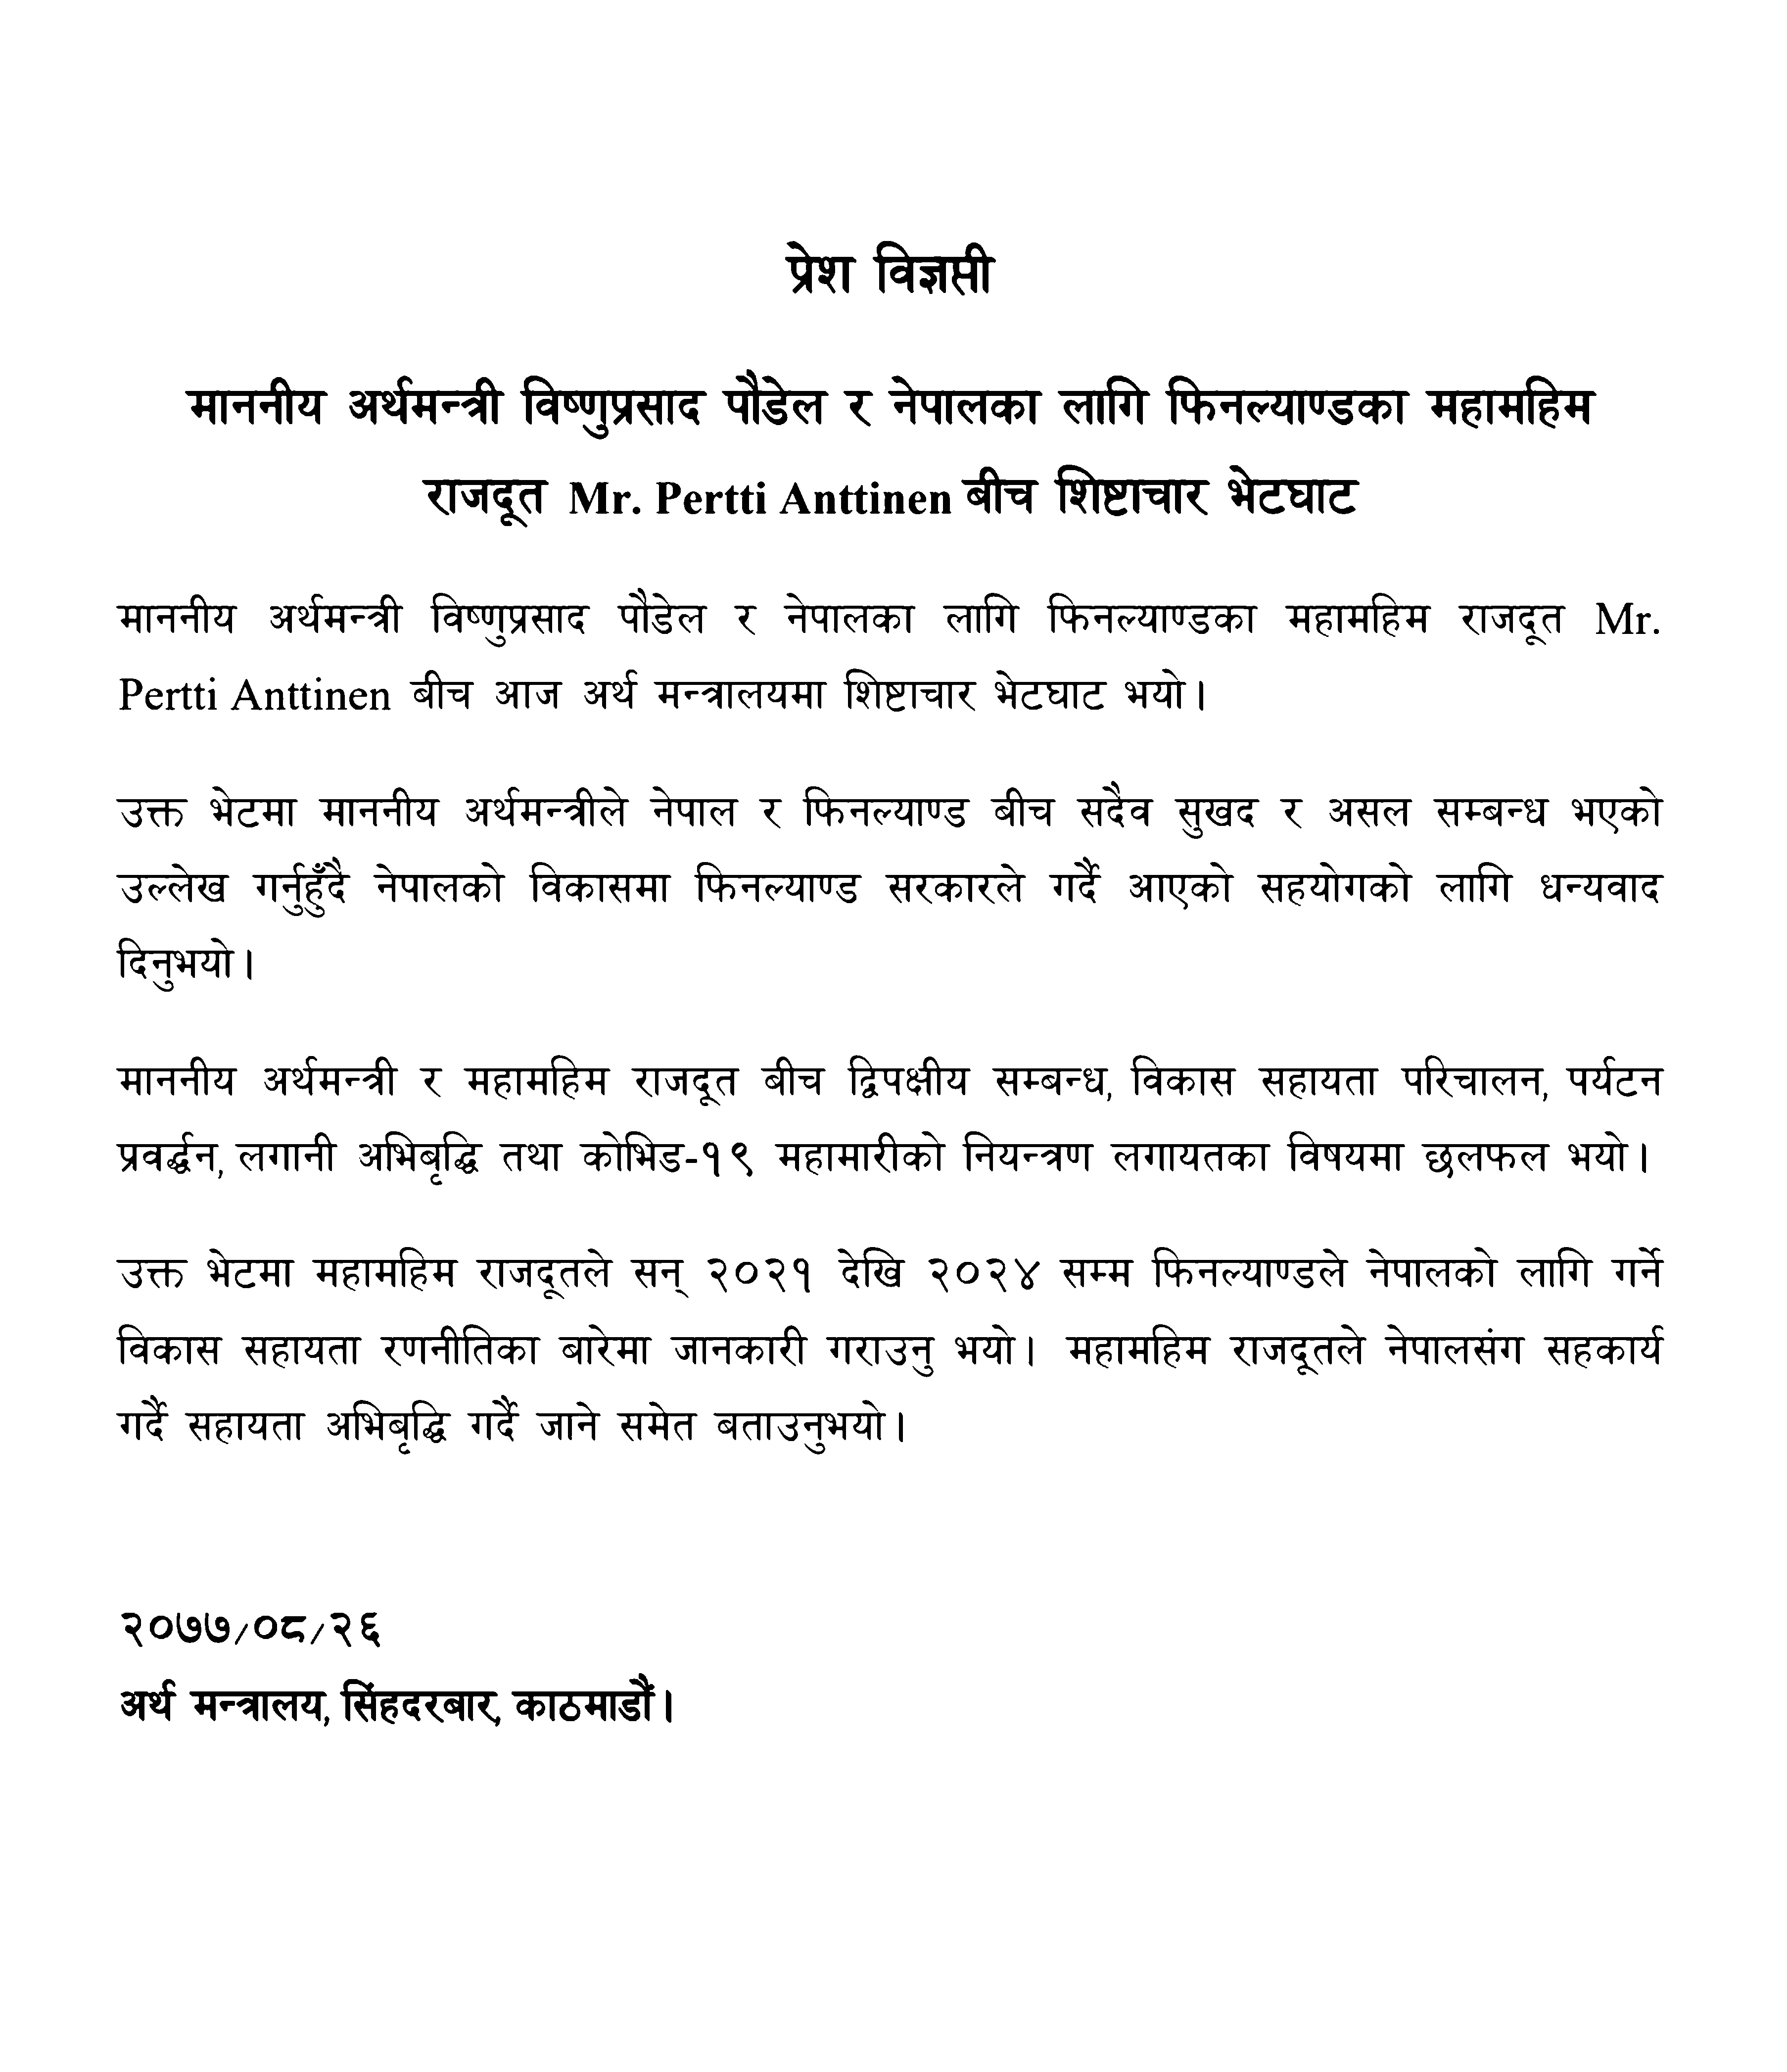 प्रेश विज्ञप्ती
माननीय अर्थमन्त्री विष्णुप्रसाद पौडेल र नेपालका लागि फिनल्याण्डका महामहिम
राजदूत Mr. Pertti Anttinen बीच शिष्टाचार भेटघाट
माननीय अर्थमन्त्री विष्णुप्रसाद पौडेल र नेपालका लागि फिनल्याण्डका महामहिम राजदूत Mr.
Pertti Anttinen बीच आज अर्थ मन्त्रालयमा शिष्टाचार भेटघाट भयो।
उक्त भेटमा माननीय अर्थमन्त्रीले नेपाल र फिनल्याण्ड बीच सदैव सुखद र असल सम्बन्ध भएको
उल्लेख गर्नुहुँदै नेपालको विकासमा फिनल्याण्ड सरकारले गर्दै आएको सहयोगको लागि धन्यवाद
दिनुभयो।
माननीय अर्थमन्त्री र महामहिम राजदूत बीच द्विपक्षीय सम्बन्ध, विकास सहायता परिचालन, पर्यटन
प्रवर्द्धन, लगानी अभिबृद्धि तथा कोभिड-१९ महामारीको नियन्त्रण लगायतका विषयमा छलफल भयो।
उक्त भेटमा महामहिम राजदूतले सन् २०२१ देखि २०२४ सम्म फिनल्याण्डले नेपालको लागि गर्ने
विकास सहायता रणनीतिका बारेमा जानकारी गराउनु भयो। महामहिम राजदूतले नेपालसंग सहकार्य
गर्दै सहायता अभिबृद्धि गर्दै जाने समेत बताउनुभयो।
२०७७/०८/२६
अर्थ मन्त्रालय, सिंहदरबार, काठमाडौं।